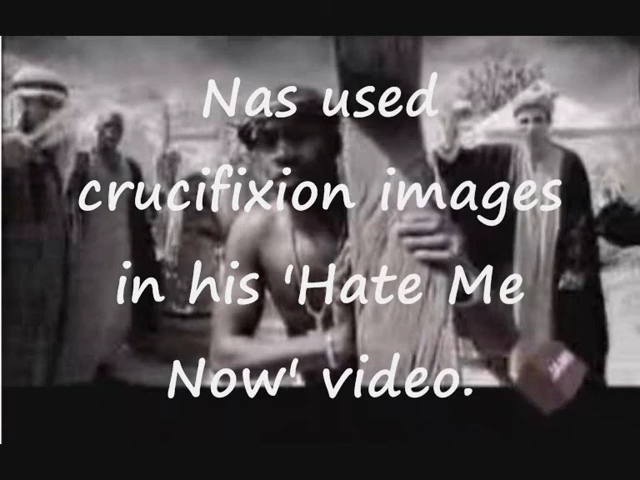 Nas used
crucifixion images
in his 'Hate Me
Now' video.